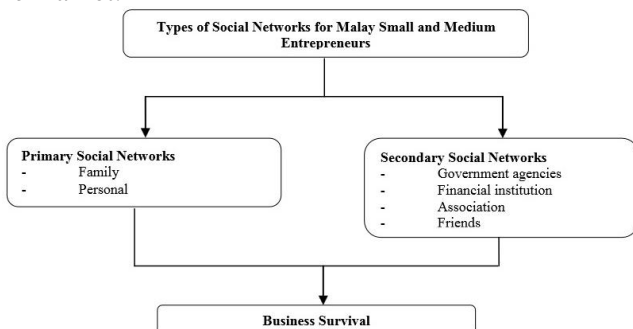 Types of Social Networks for Malay Small and Medium
Entrepreneurs
Primary Social Networks
- Family
- Personal
Secondary Social Networks
- Government agencies
- Financial institution
- Association
- Friends
Business Survival